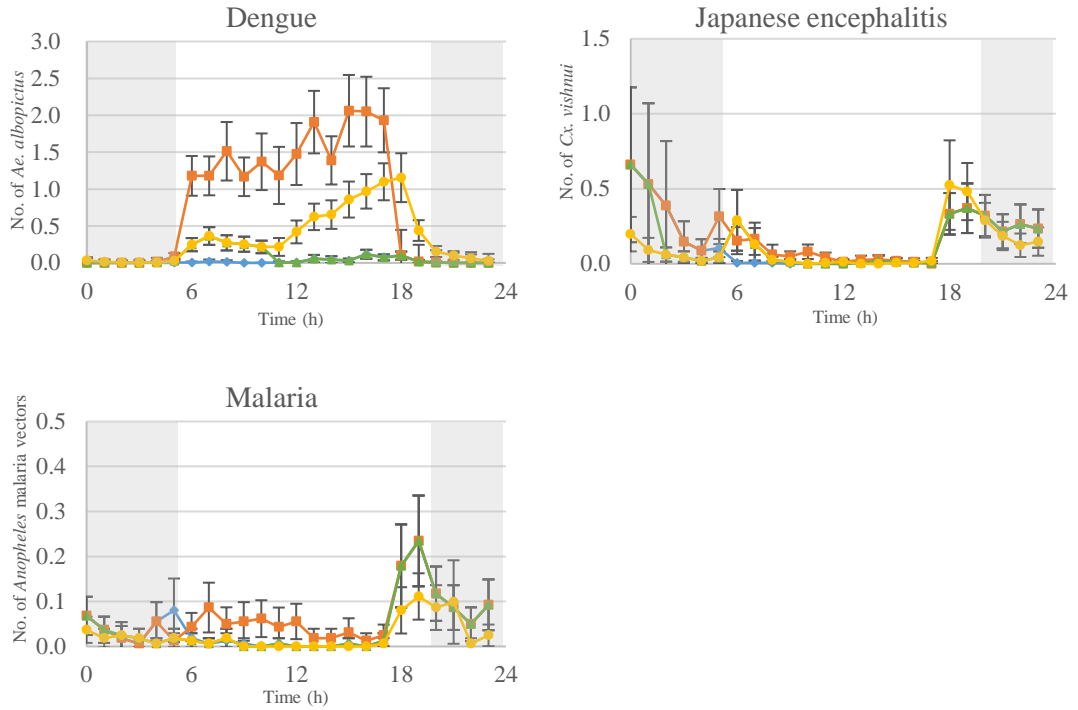 Dengue
3.0
2.5
2.0
1.5
1.0
0.5
0.0
No. of Ae. albopictus
0 6 12 18 24
Time (h)
Japanese encephalitis
1.5
1.0
0.5
0.0
No. of Cx. vishnui
0 6 12 18 24
Time (h)
Malaria
0.5
0.4
0.3
0.2
0.1
0.0
No. of Anopheles malaria vectors
0 6 12 18 24
Time (h)